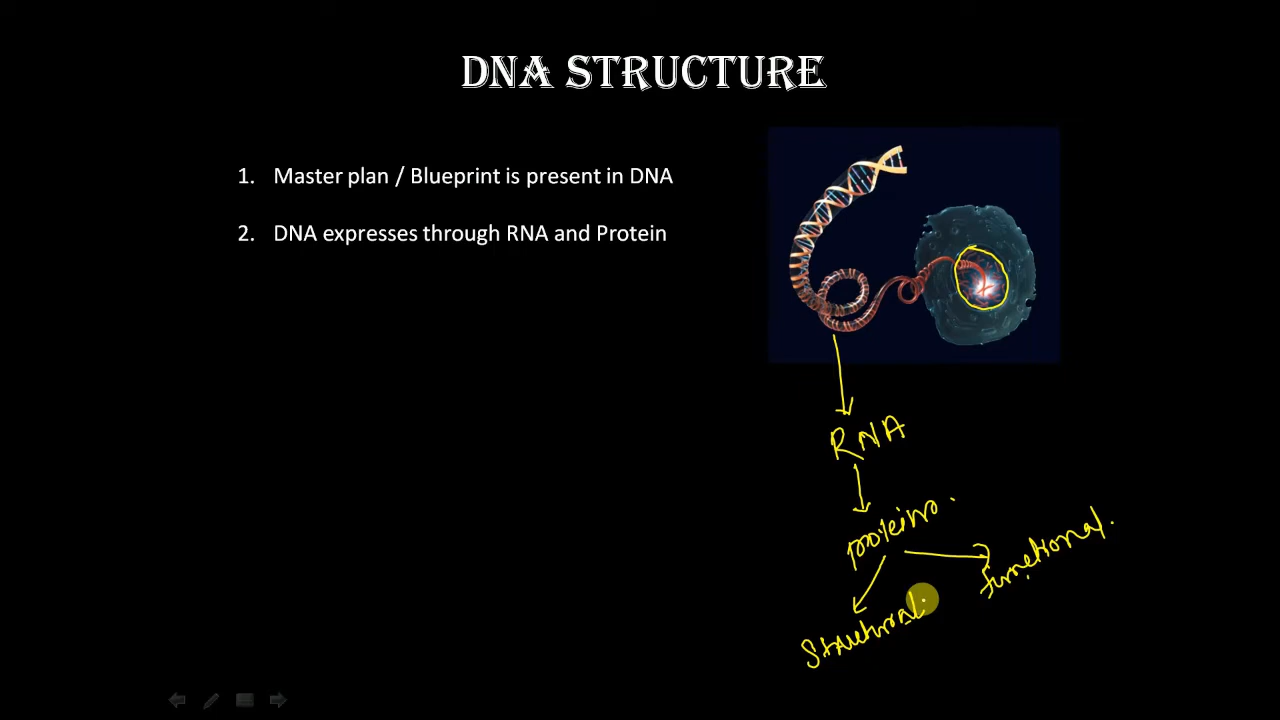 DNA STRUCTURE
1. Master plan / Blueprint is present in DNA
2. DNA expresses through RNA and Protein
RNA
proteins.
Functional.
Structural.